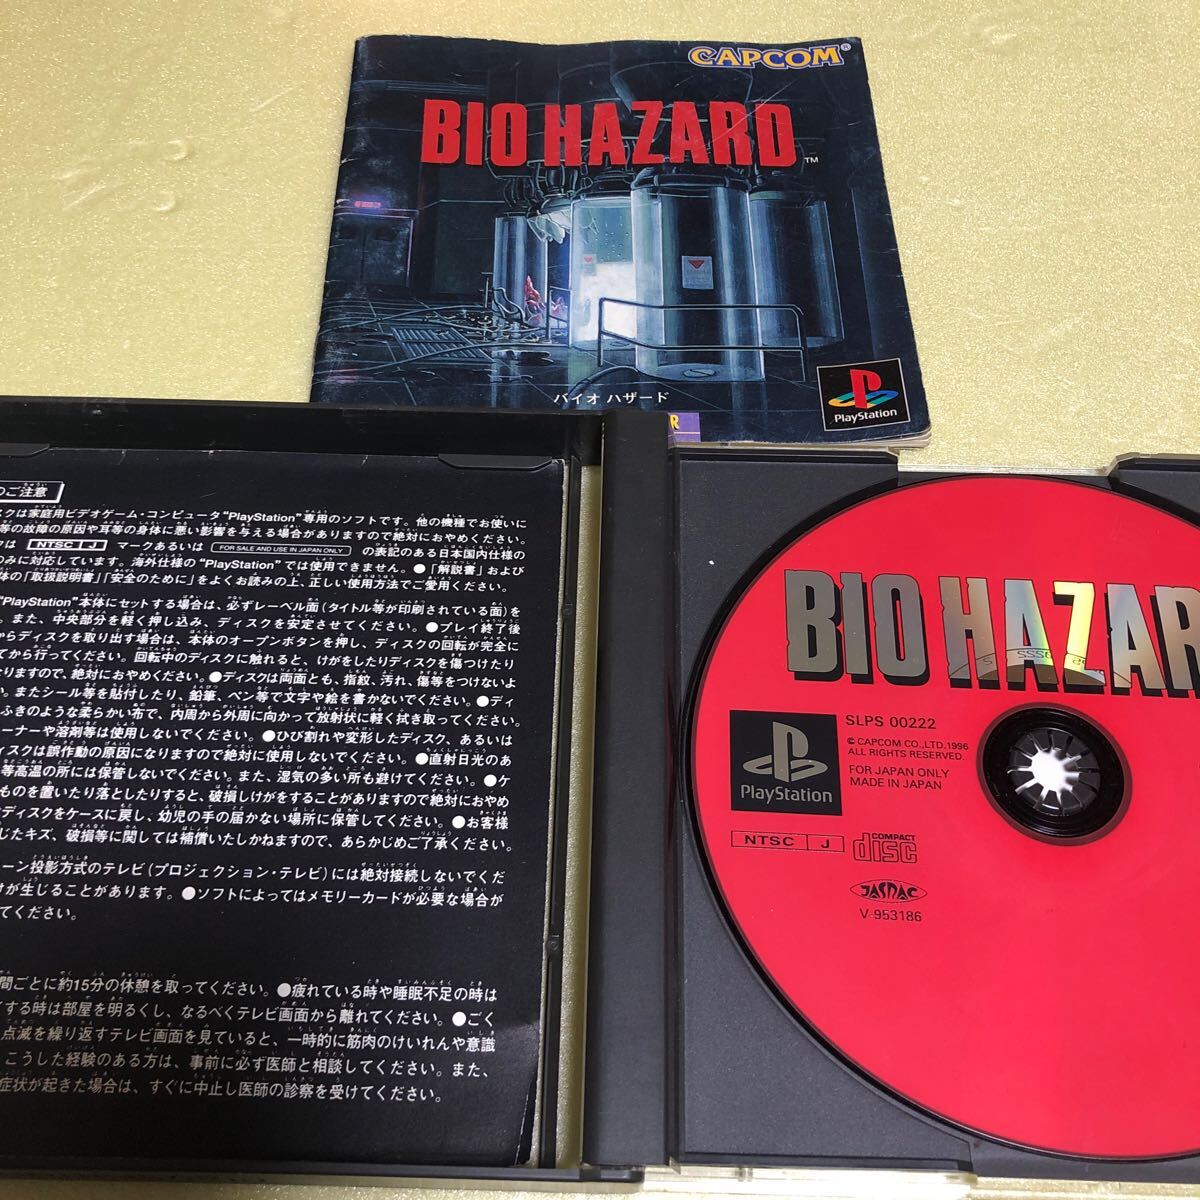 CAPCOM®
BIO HAZARD™
バイオ ハザード
PlayStation
R
のご注意
スクは家庭用ビデオゲーム・コンピュータ“PlayStation”専用のソフトです。他の機種でお使いに
等の故障の原因や耳等の身体に悪い影響を与える場合がありますので絶対におやめください。
クは NTSC J マークあるいは FOR SALE AND USE IN JAPAN ONLY の表記のある日本国内仕様の
のみに対応しています。海外仕様の“PlayStation”では使用できません。●「解説書」および
体の「取扱説明書」「安全のために」をよくお読みの上、正しい使用方法でご愛用ください。
“PlayStation”本体にセットする場合は、必ずレーベル面(タイトル等が印刷されている面)を
。また、中央部分を軽く押し込み、ディスクを安定させてください。●プレイ終了後
からディスクを取り出す場合は、本体のオープンボタンを押し、ディスクの回転が完全に
てから行ってください。回転中のディスクに触れると、けがをしたりディスクを傷つけたり
なりますので、絶対におやめください。●ディスクは両面とも、指紋、汚れ、傷等をつけないよ
い。またシール等を貼付したり、鉛筆、ペン等で文字や絵を書かないでください。●ディ
ふきのような柔らかい布で、内周から外周に向かって放射状に軽く拭き取ってください。
ーナーや溶剤等は使用しないでください。●ひび割れや変形したディスク、あるいは
ィスクは誤作動の原因になりますので絶対に使用しないでください。●直射日光のあ
等高温の所には保管しないでください。また、湿気の多い所も避けてください。●ケ
ものを置いたり落としたりすると、破損しけがをすることがありますので絶対におやめ
ディスクをケースに戻し、幼児の手の届かない場所に保管してください。●お客様
じたキズ、破損等に関しては補償いたしかねますので、あらかじめご了承ください。
ーン投影方式のテレビ(プロジェクション・テレビ)には絶対接続しないでくだ
けが生じることがあります。●ソフトによってはメモリーカードが必要な場合が
てください。
間ごとに約15分の休憩を取ってください。●疲れている時や睡眠不足の時は
くする時は部屋を明るくし、なるべくテレビ画面から離れてください。●ごく
点滅を繰り返すテレビ画面を見ていると、一時的に筋肉のけいれんや意識
こうした経験のある方は、事前に必ず医師と相談してください。また、
症状が起きた場合は、すぐに中止し医師の診察を受けてください。
BIO HAZAR
SLPS 00222
© CAPCOM CO.,LTD.1996
ALL RIGHTS RESERVED.
FOR JAPAN ONLY
MADE IN JAPAN
PlayStation
NTSC J
COMPACT disc
JASRAC
V-953186